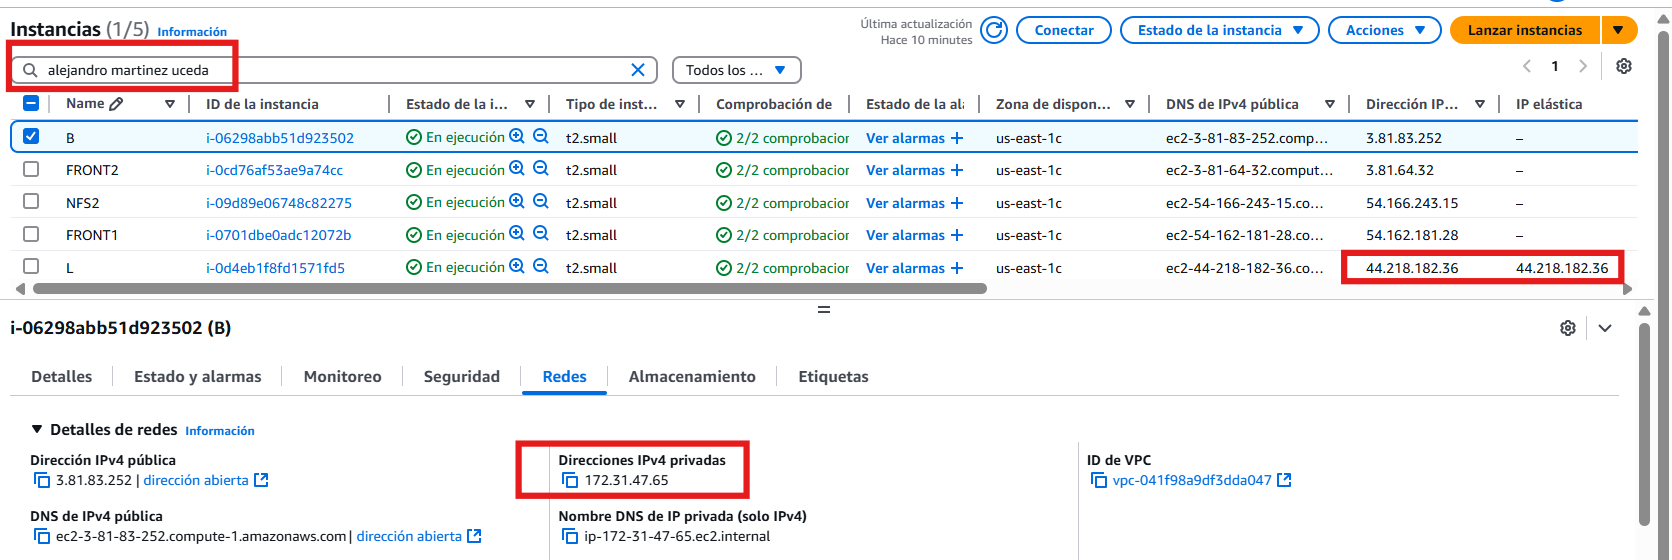 Instancias (1/5) Información
Última actualización
Hace 10 minutes
Conectar
Estado de la instancia
Acciones
Lanzar instancias
alejandro martinez uceda
Todos los ...
1
Name ID de la instancia Estado de la i... Tipo de inst... Comprobación de Estado de la ala Zona de dispon... DNS de IPv4 pública Dirección IP... IP elástica
B i-06298abb51d923502 En ejecución t2.small 2/2 comprobacior Ver alarmas + us-east-1c ec2-3-81-83-252.comp... 3.81.83.252 –
FRONT2 i-0cd76af53ae9a74cc En ejecución t2.small 2/2 comprobacior Ver alarmas + us-east-1c ec2-3-81-64-32.comput... 3.81.64.32 –
NFS2 i-09d89e06748c82275 En ejecución t2.small 2/2 comprobacior Ver alarmas + us-east-1c ec2-54-166-243-15.co... 54.166.243.15 –
FRONT1 i-0701dbe0adc12072b En ejecución t2.small 2/2 comprobacior Ver alarmas + us-east-1c ec2-54-162-181-28.co... 54.162.181.28 –
L i-0d4eb1f8fd1571fd5 En ejecución t2.small 2/2 comprobacior Ver alarmas + us-east-1c ec2-44-218-182-36.co... 44.218.182.36 44.218.182.36
i-06298abb51d923502 (B)
Detalles Estado y alarmas Monitoreo Seguridad Redes Almacenamiento Etiquetas
Detalles de redes Información
Dirección IPv4 pública
3.81.83.252 | dirección abierta
DNS de IPv4 pública
ec2-3-81-83-252.compute-1.amazonaws.com | dirección abierta
Direcciones IPv4 privadas
172.31.47.65
Nombre DNS de IP privada (solo IPv4)
ip-172-31-47-65.ec2.internal
ID de VPC
vpc-041f98a9df3dda047